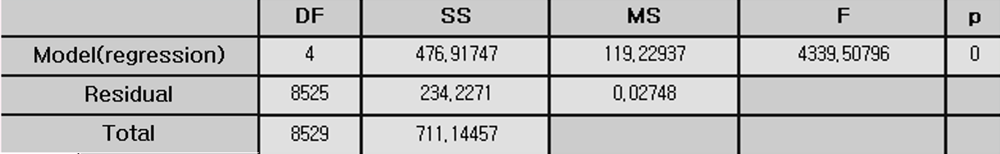 DF SS MS F p
Model(regression) 4 476,91747 119,22937 4339,50796 0
Residual 8525 234,2271 0,02748
Total 8529 711,14457